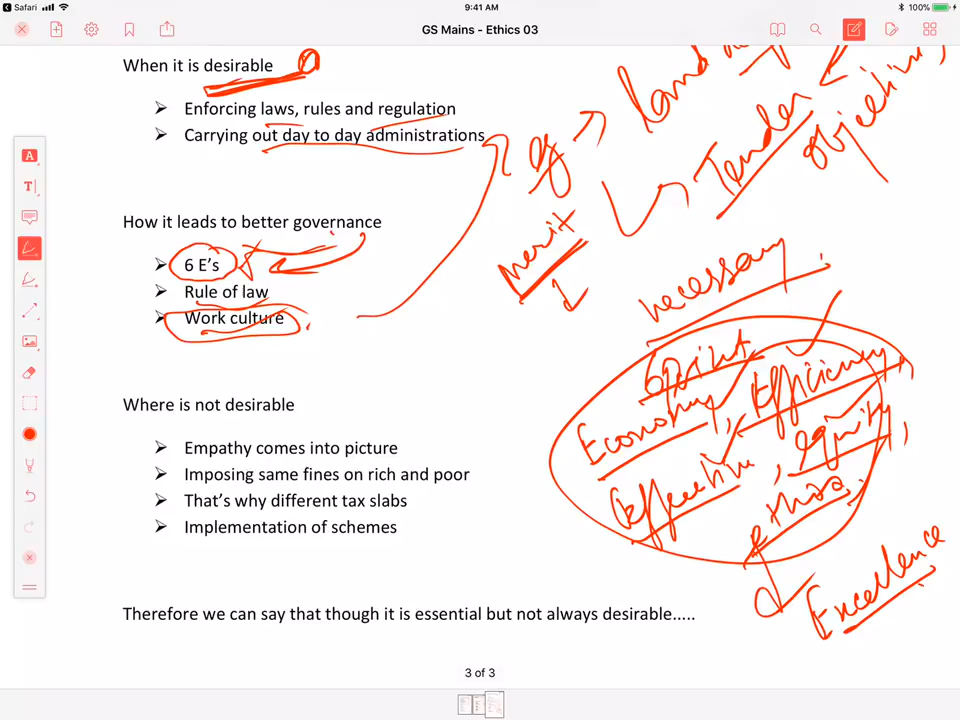 Safari
9:41 AM
100%
GS Mains - Ethics 03
When it is desirable
Enforcing laws, rules and regulation
Carrying out day to day administrations
How it leads to better governance
6 E's
Rule of law
Work culture
Where is not desirable
Empathy comes into picture
Imposing same fines on rich and poor
That's why different tax slabs
Implementation of schemes
Therefore we can say that though it is essential but not always desirable.....
eg → land
Tender
merit
necessary
Economy, Efficiency,
Effective, equity,
Excellence
3 of 3
A
T